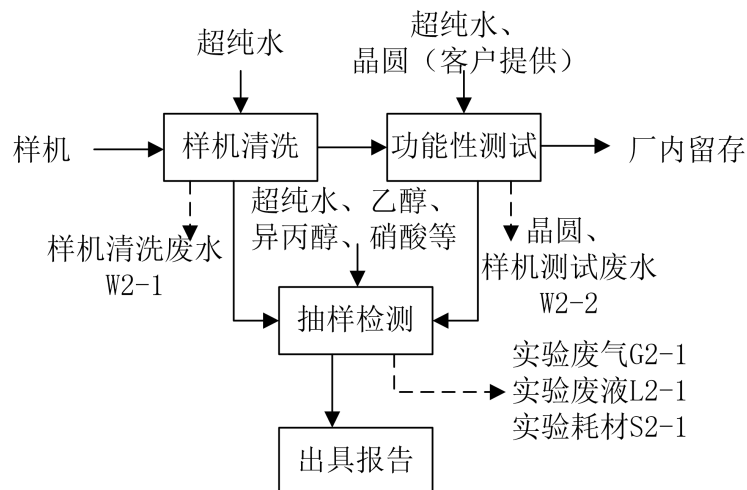 超纯水
超纯水、
晶圆（客户提供）
样机
样机清洗
功能性测试
厂内留存
超纯水、乙醇、
异丙醇、硝酸等
样机清洗废水
W2-1
晶圆、
样机测试废水
W2-2
抽样检测
实验废气G2-1
实验废液L2-1
实验耗材S2-1
出具报告